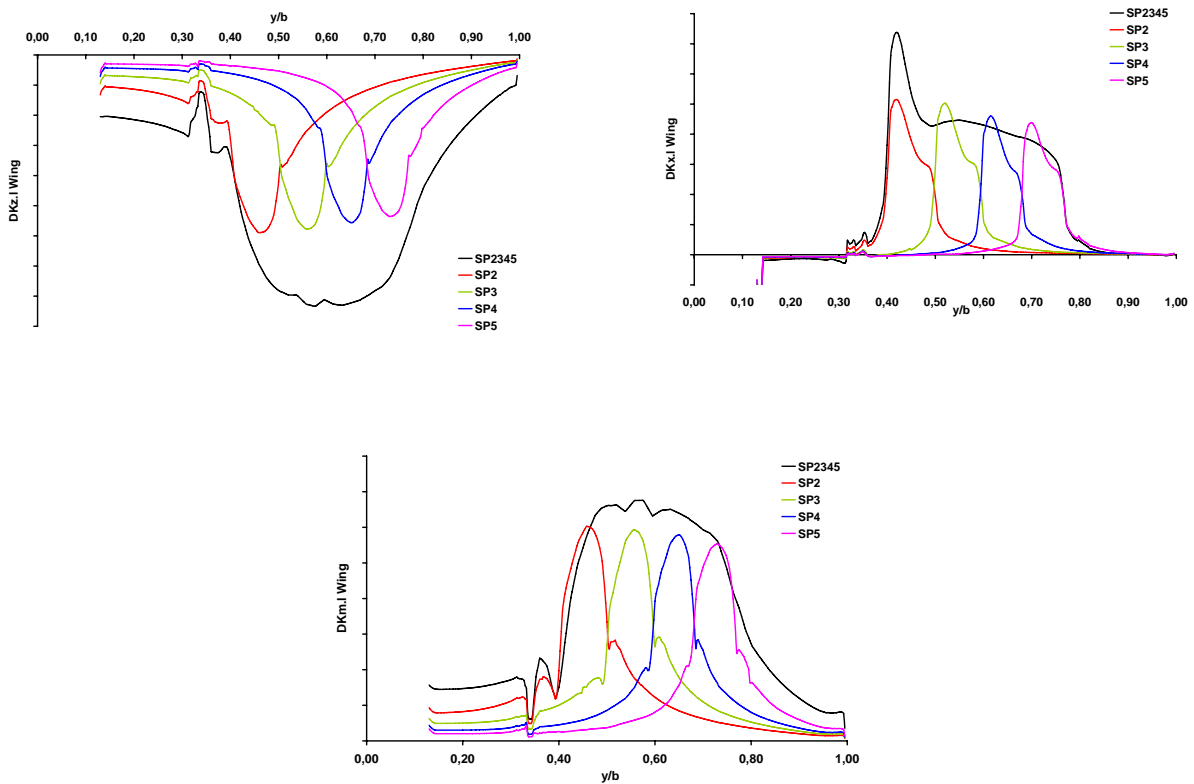 y/b
0,00 0,10 0,20 0,30 0,40 0,50 0,60 0,70 0,80 0,90 1,00
DKz.l Wing
SP2345
SP2
SP3
SP4
SP5
SP2345
SP2
SP3
SP4
SP5
DKx.l Wing
0,00 0,10 0,20 0,30 0,40 0,50 0,60 0,70 0,80 0,90 1,00
y/b
SP2345
SP2
SP3
SP4
SP5
DKm.l Wing
0,00 0,20 0,40 0,60 0,80 1,00
y/b